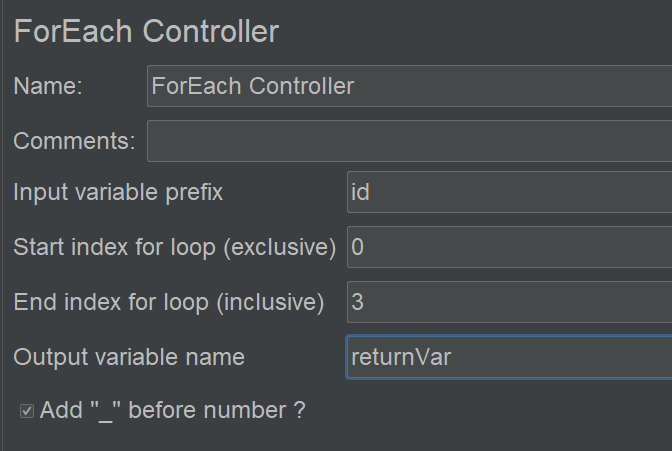 ForEach Controller
Name: ForEach Controller
Comments:
Input variable prefix id
Start index for loop (exclusive) 0
End index for loop (inclusive) 3
Output variable name returnVar
Add "_" before number ?